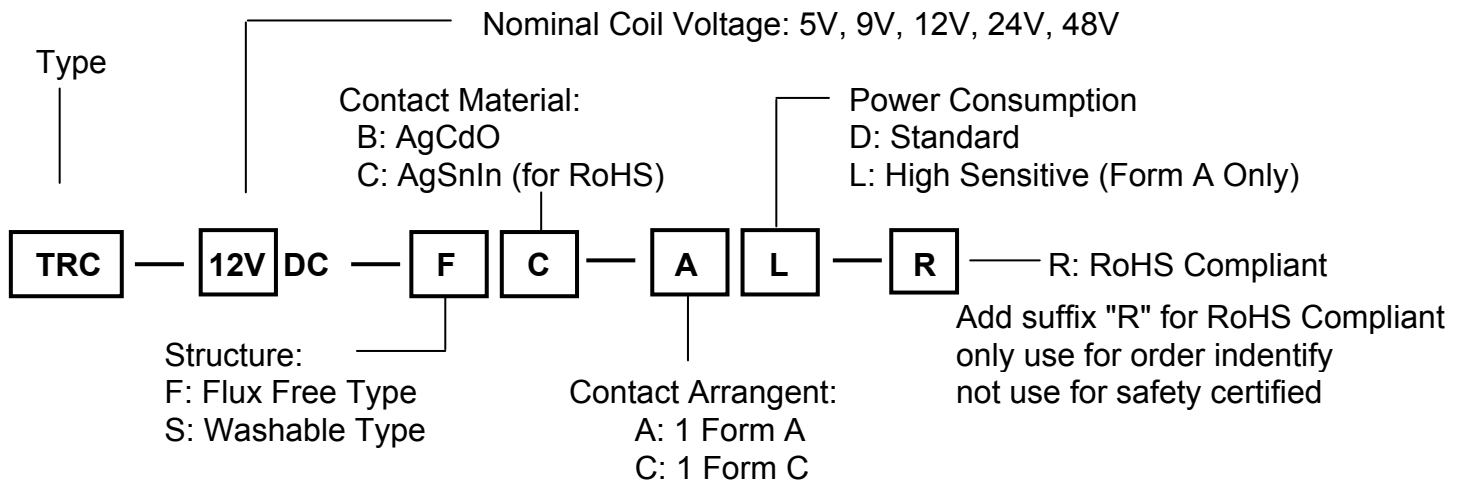 Nominal Coil Voltage: 5V, 9V, 12V, 24V, 48V
Type
Contact Material:
B: AgCdO
C: AgSnIn (for RoHS)
Power Consumption
D: Standard
L: High Sensitive (Form A Only)
TRC — 12V DC — F C — A L — R
R: RoHS Compliant
Add suffix "R" for RoHS Compliant
only use for order indentify
not use for safety certified
Structure:
F: Flux Free Type
S: Washable Type
Contact Arrangent:
A: 1 Form A
C: 1 Form C